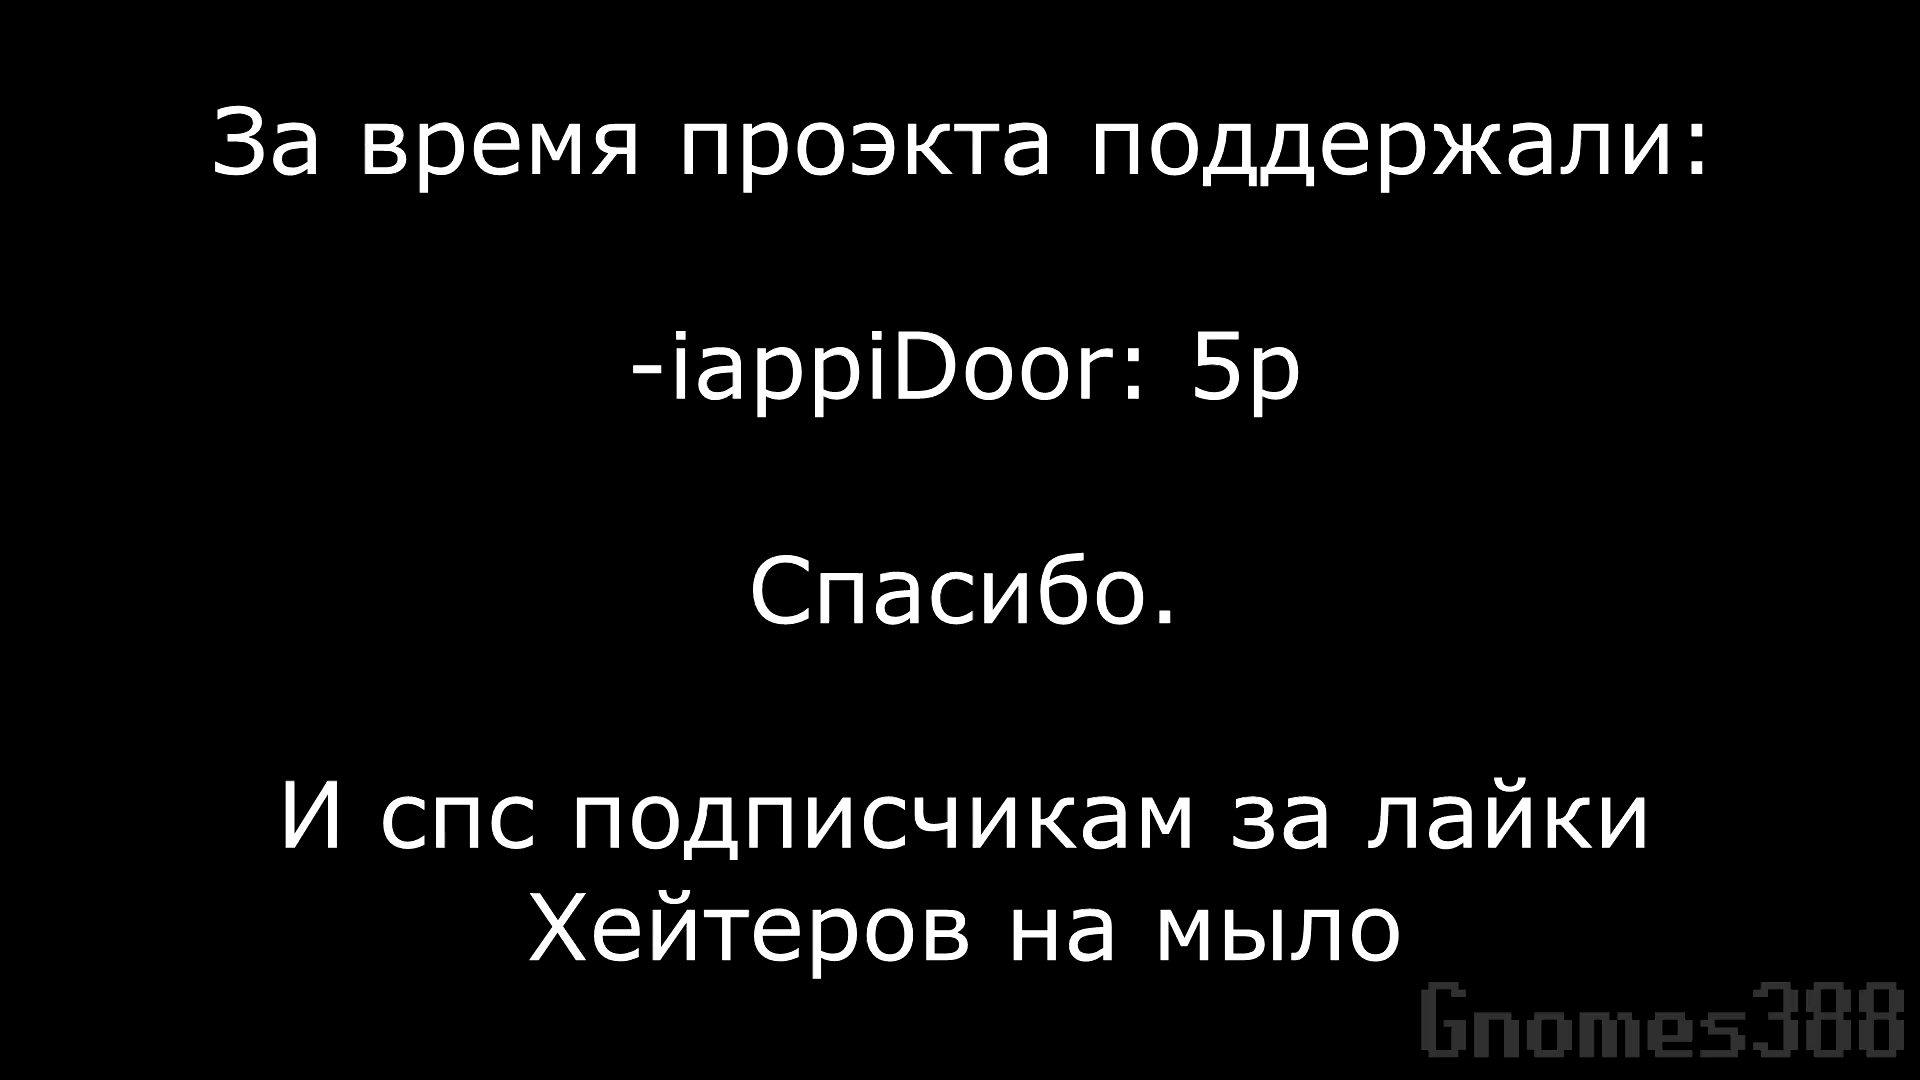 За время проэкта поддержали:
-iappiDoor: 5р
Спасибо.
И спс подписчикам за лайки
Хейтеров на мыло
Gnomes388